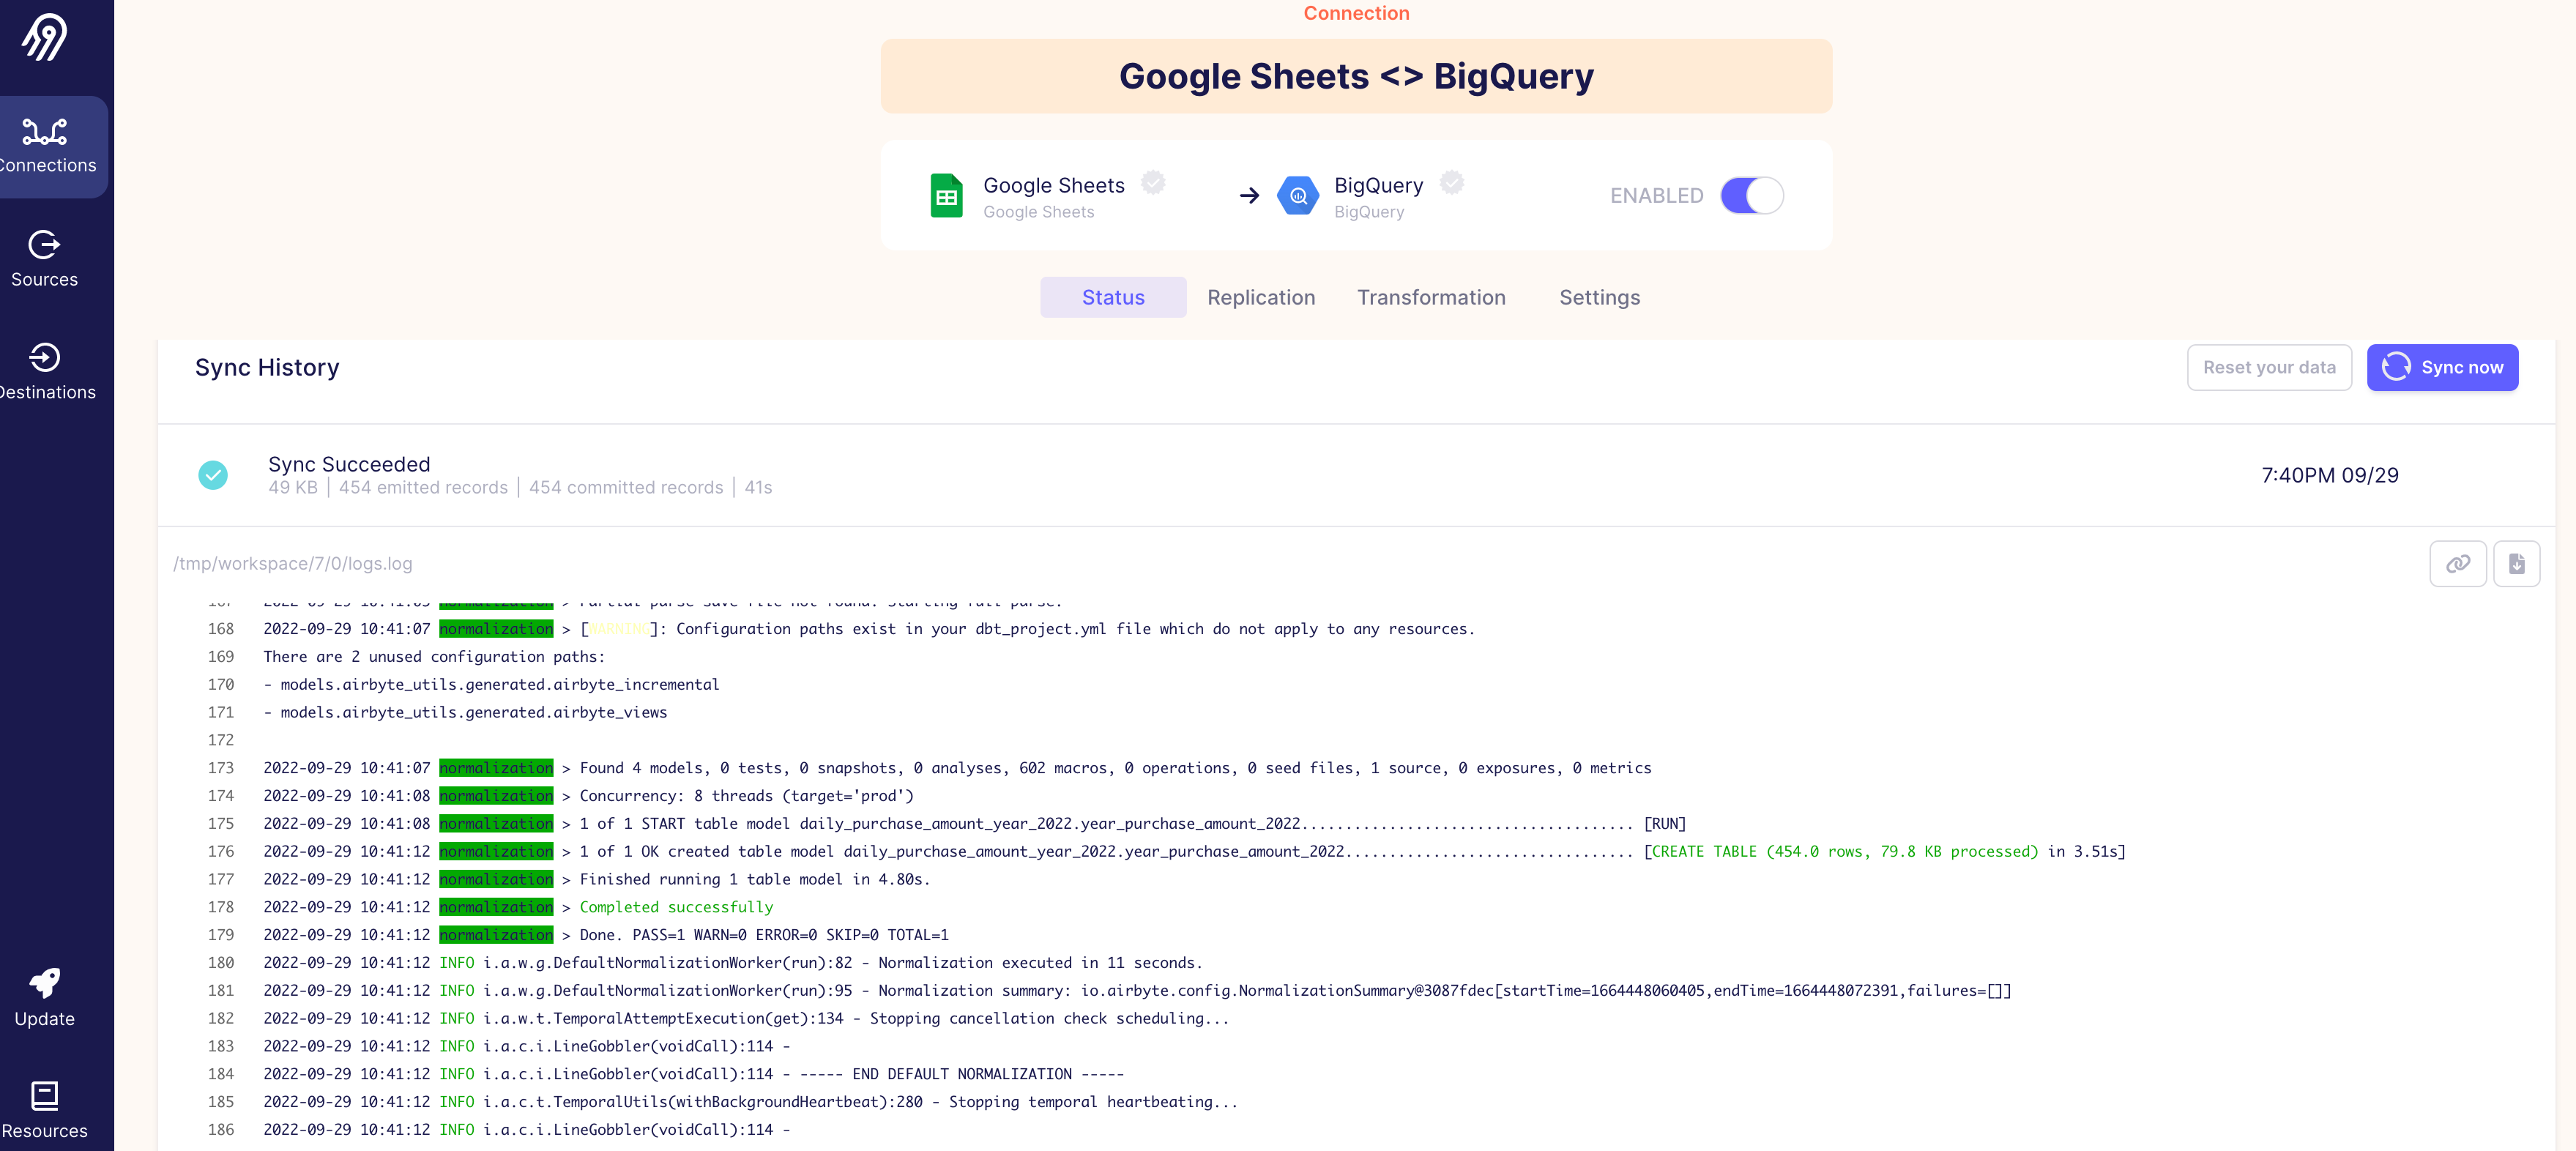 Connection
Google Sheets <> BigQuery
Google Sheets
Google Sheets
BigQuery
BigQuery
ENABLED
Connections
Sources
Destinations
Update
Resources
Status Replication Transformation Settings
Sync History
Reset your data
Sync now
Sync Succeeded
49 KB | 454 emitted records | 454 committed records | 41s
7:40PM 09/29
/tmp/workspace/7/0/logs.log
167 2022-09-29 10:41:05 normalization > Partial parse save file not found. Starting full parse.
168 2022-09-29 10:41:07 normalization > [WARNING]: Configuration paths exist in your dbt_project.yml file which do not apply to any resources.
169 There are 2 unused configuration paths:
170 - models.airbyte_utils.generated.airbyte_incremental
171 - models.airbyte_utils.generated.airbyte_views
172
173 2022-09-29 10:41:07 normalization > Found 4 models, 0 tests, 0 snapshots, 0 analyses, 602 macros, 0 operations, 0 seed files, 1 source, 0 exposures, 0 metrics
174 2022-09-29 10:41:08 normalization > Concurrency: 8 threads (target='prod')
175 2022-09-29 10:41:08 normalization > 1 of 1 START table model daily_purchase_amount_year_2022.year_purchase_amount_2022...................................... [RUN]
176 2022-09-29 10:41:12 normalization > 1 of 1 OK created table model daily_purchase_amount_year_2022.year_purchase_amount_2022................................. [CREATE TABLE (454.0 rows, 79.8 KB processed) in 3.51s]
177 2022-09-29 10:41:12 normalization > Finished running 1 table model in 4.80s.
178 2022-09-29 10:41:12 normalization > Completed successfully
179 2022-09-29 10:41:12 normalization > Done. PASS=1 WARN=0 ERROR=0 SKIP=0 TOTAL=1
180 2022-09-29 10:41:12 INFO i.a.w.g.DefaultNormalizationWorker(run):82 - Normalization executed in 11 seconds.
181 2022-09-29 10:41:12 INFO i.a.w.g.DefaultNormalizationWorker(run):95 - Normalization summary: io.airbyte.config.NormalizationSummary@3087fdec[startTime=1664448060405,endTime=1664448072391,failures=[]]
182 2022-09-29 10:41:12 INFO i.a.w.t.TemporalAttemptExecution(get):134 - Stopping cancellation check scheduling...
183 2022-09-29 10:41:12 INFO i.a.c.i.LineGobbler(voidCall):114 -
184 2022-09-29 10:41:12 INFO i.a.c.i.LineGobbler(voidCall):114 - ----- END DEFAULT NORMALIZATION -----
185 2022-09-29 10:41:12 INFO i.a.c.t.TemporalUtils(withBackgroundHeartbeat):280 - Stopping temporal heartbeating...
186 2022-09-29 10:41:12 INFO i.a.c.i.LineGobbler(voidCall):114 -